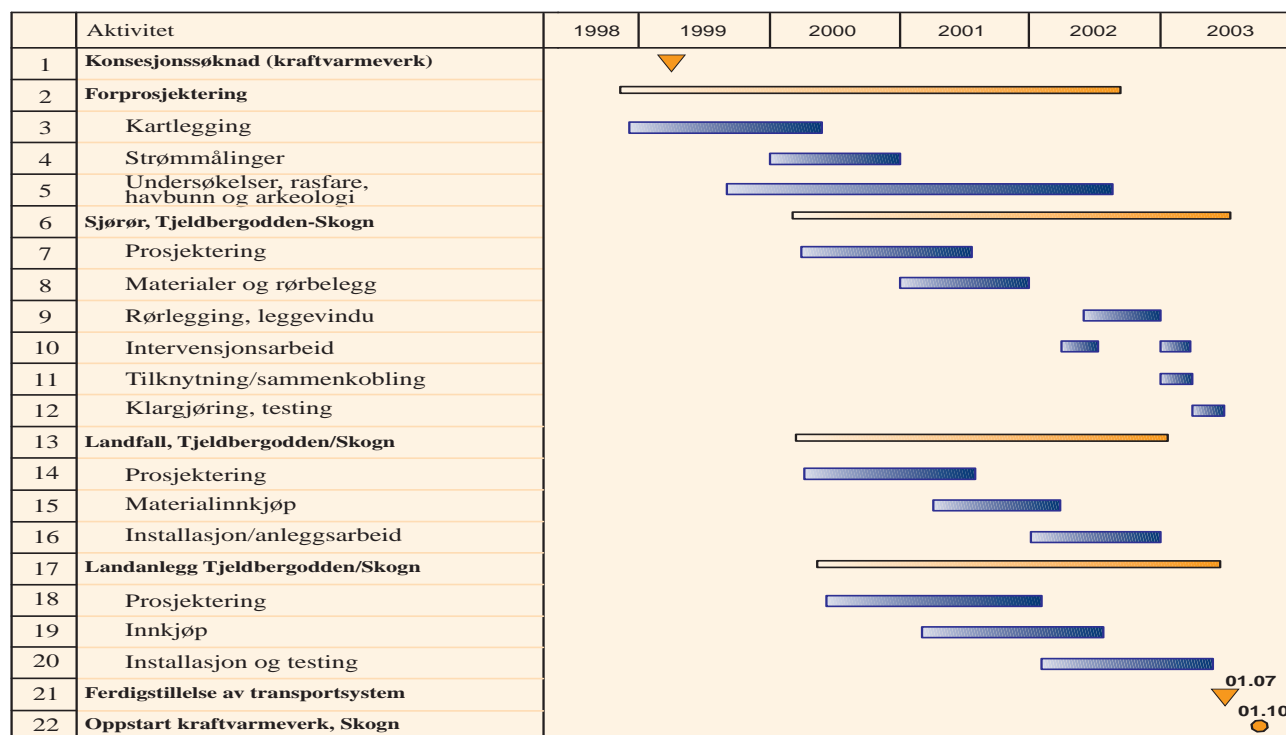 Aktivitet 1998 1999 2000 2001 2002 2003
1 Konsesjonssøknad (kraftvarmeverk)
2 Forprosjektering
3 Kartlegging
4 Strømmålinger
5 Undersøkelser, rasfare,
havbunn og arkeologi
6 Sjørør, Tjeldbergodden-Skogn
7 Prosjektering
8 Materialer og rørbelegg
9 Rørlegging, leggevindu
10 Intervensjonsarbeid
11 Tilknytning/sammenkobling
12 Klargjøring, testing
13 Landfall, Tjeldbergodden/Skogn
14 Prosjektering
15 Materialinnkjøp
16 Installasjon/anleggsarbeid
17 Landanlegg Tjeldbergodden/Skogn
18 Prosjektering
19 Innkjøp
20 Installasjon og testing
21 Ferdigstillelse av transportsystem 01.07
22 Oppstart kraftvarmeverk, Skogn 01.10